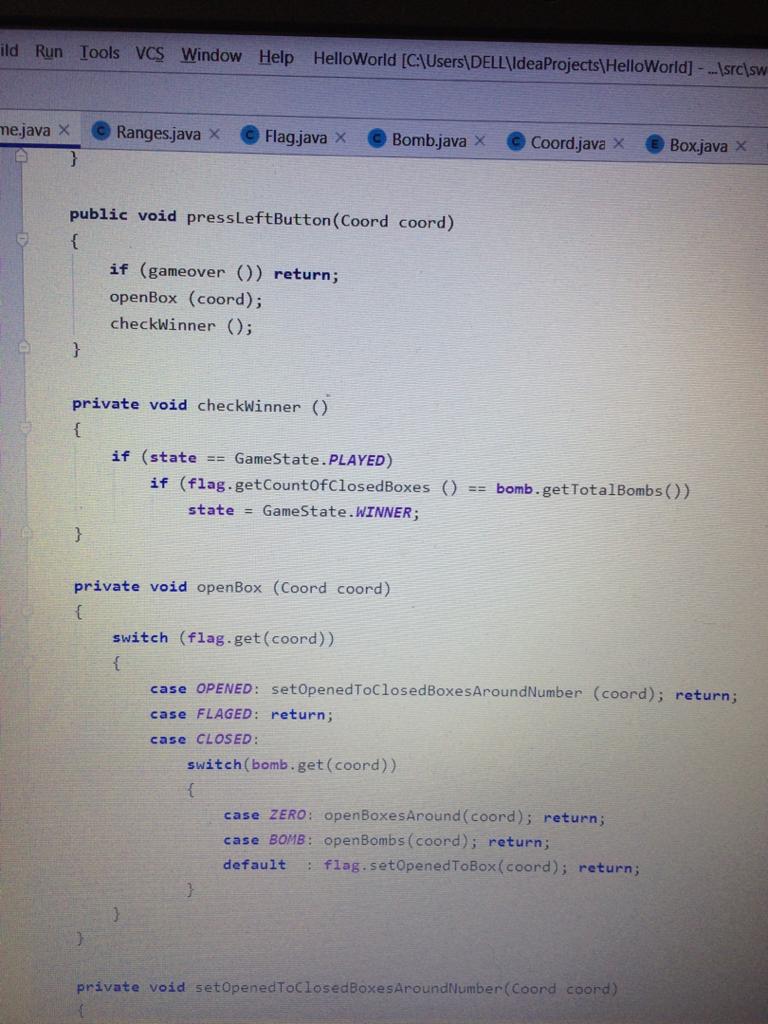 ild Run Tools VCS Window Help HelloWorld [C:\Users\DELL\IdeaProjects\HelloWorld] - ...\src\sw
me.java × C Ranges.java × C Flag.java × C Bomb.java × C Coord.java × E Box.java ×
}
public void pressLeftButton(Coord coord)
{
if (gameover ()) return;
openBox (coord);
checkWinner ();
}
private void checkWinner ()
{
if (state == GameState.PLAYED)
if (flag.getCountOfClosedBoxes () == bomb.getTotalBombs())
state = GameState.WINNER;
}
private void openBox (Coord coord)
{
switch (flag.get(coord))
{
case OPENED: setOpenedToClosedBoxesAroundNumber (coord); return;
case FLAGED: return;
case CLOSED:
switch(bomb.get(coord))
{
case ZERO: openBoxesAround(coord); return;
case BOMB: openBombs(coord); return;
default : flag.setOpenedToBox(coord); return;
}
}
}
private void setOpenedToClosedBoxesAroundNumber(Coord coord)
{